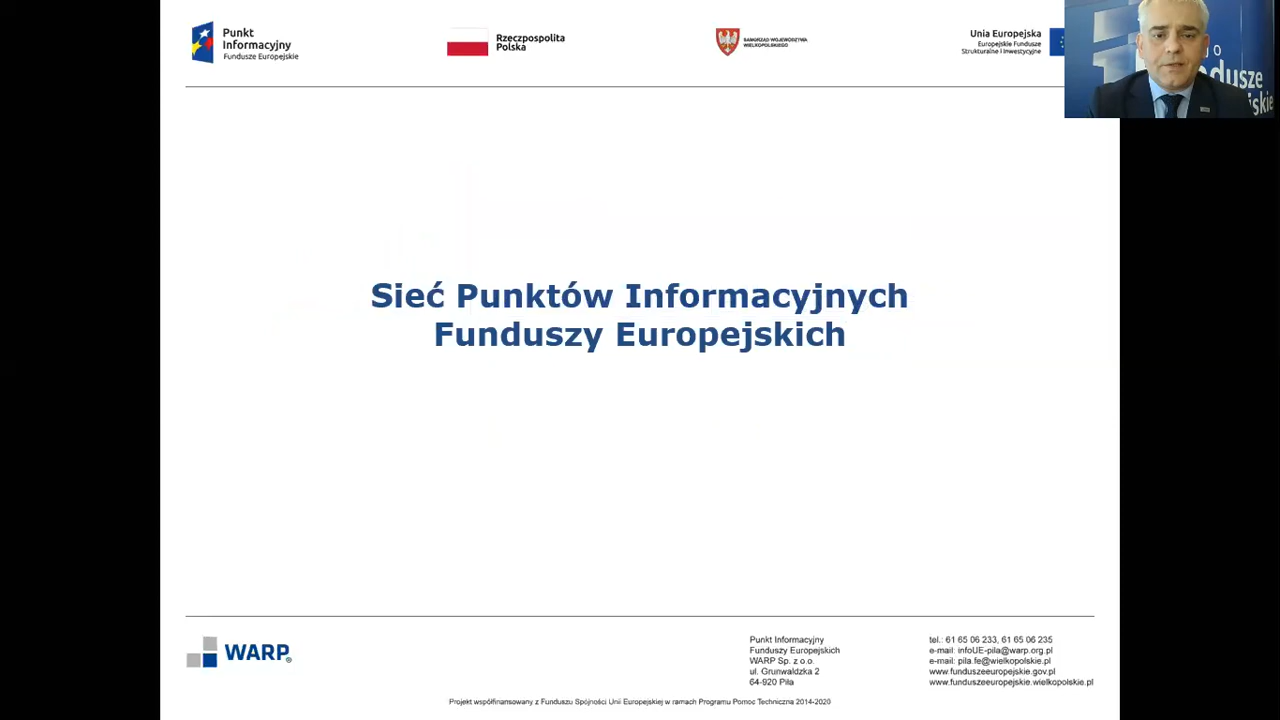 Punkt
Informacyjny
Fundusze Europejskie
Rzeczpospolita
Polska
SAMORZĄD WOJEWÓDZTWA
WIELKOPOLSKIEGO
Unia Europejska
Europejskie Fundusze
Strukturalne i Inwestycyjne
Sieć Punktów Informacyjnych
Funduszy Europejskich
WARP
Punkt Informacyjny
Funduszy Europejskich
WARP Sp. z o.o.
ul. Grunwaldzka 2
64-920 Piła
tel.: 61 65 06 233, 61 65 06 235
e-mail: infoUE-pila@warp.org.pl
e-mail: pila.fe@wielkopolskie.pl
www.funduszeeuropejskie.gov.pl
www.funduszeeuropejskie.wielkopolskie.pl
Projekt współfinansowany z Funduszu Spójności Unii Europejskiej w ramach Programu Pomoc Techniczna 2014-2020